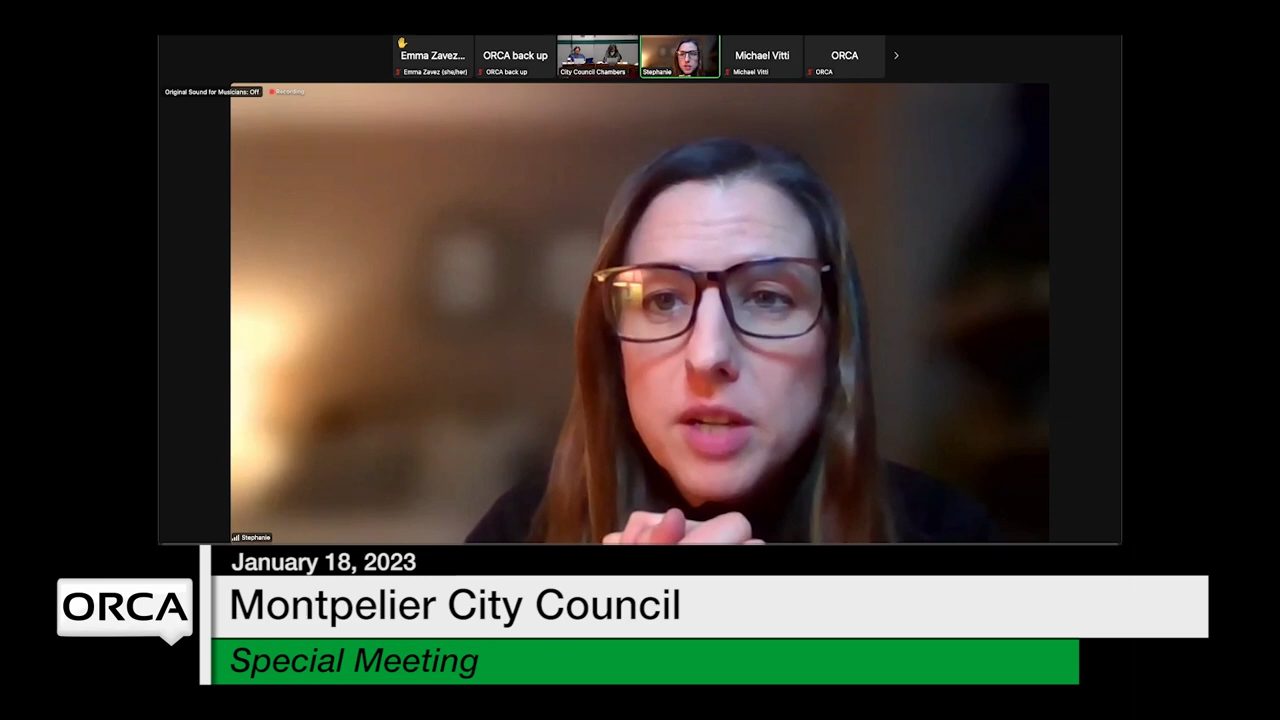 Emma Zavez...
ORCA back up
Michael Vitti
ORCA
Emma Zavez (she/her)
ORCA back up
City Council Chambers
Stephanie
Michael Vitti
ORCA
Original Sound for Musicians: Off
Recording
Stephanie
January 18, 2023
ORCA
Montpelier City Council
Special Meeting